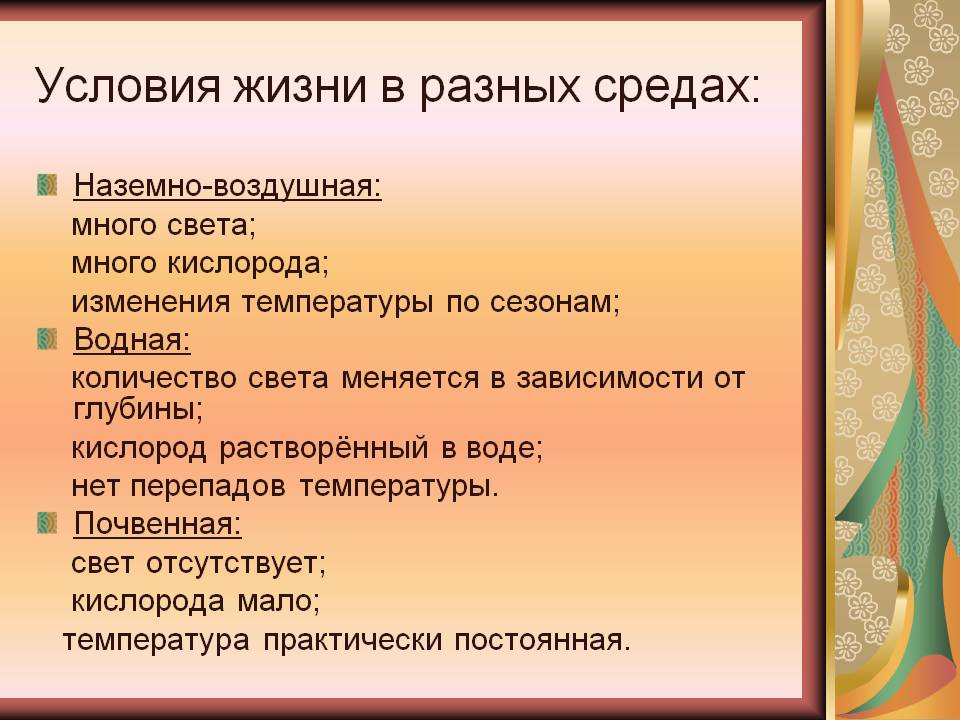 Условия жизни в разных средах:
Наземно-воздушная:
много света;
много кислорода;
изменения температуры по сезонам;
Водная:
количество света меняется в зависимости от
глубины;
кислород растворённый в воде;
нет перепадов температуры.
Почвенная:
свет отсутствует;
кислорода мало;
температура практически постоянная.